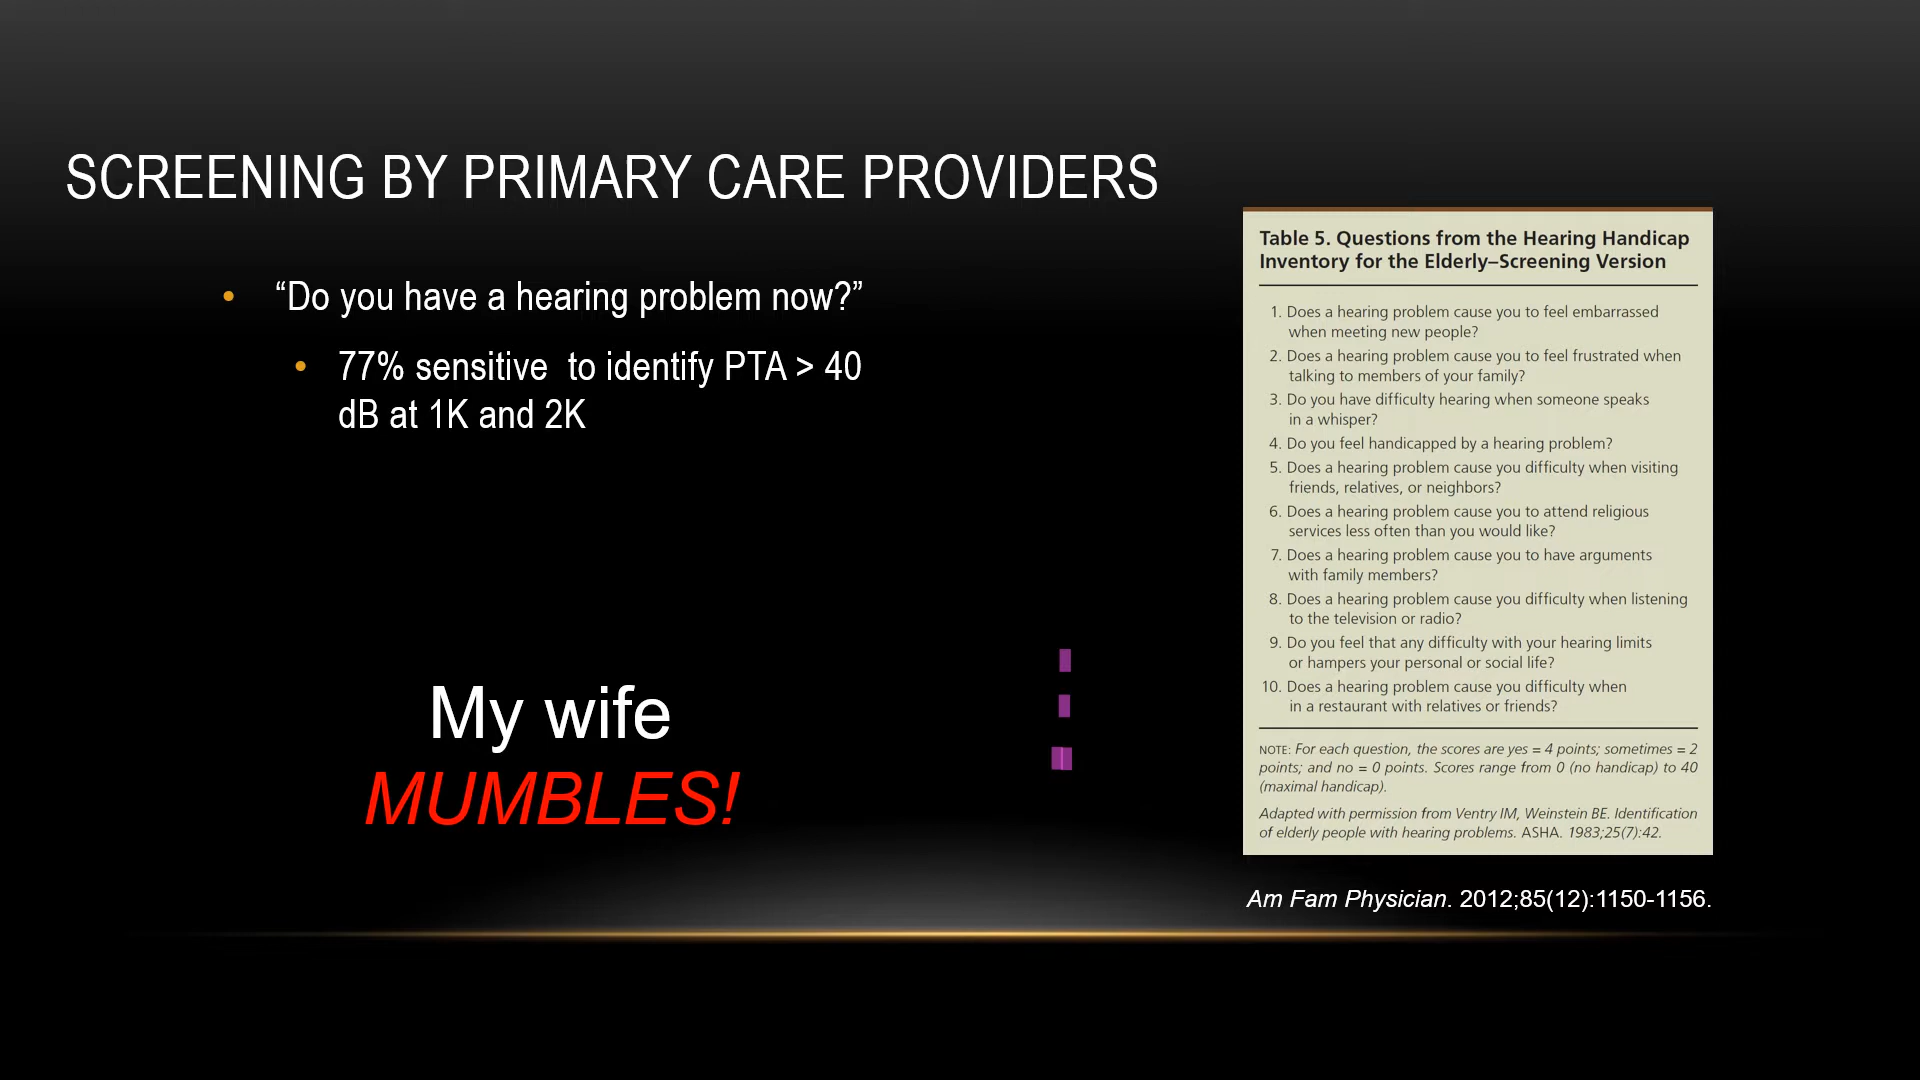 SCREENING BY PRIMARY CARE PROVIDERS
• “Do you have a hearing problem now?”
• 77% sensitive  to identify PTA > 40
dB at 1K and 2K
My wife
MUMBLES!
Table 5. Questions from the Hearing Handicap
Inventory for the Elderly–Screening Version
1. Does a hearing problem cause you to feel embarrassed
when meeting new people?
2. Does a hearing problem cause you to feel frustrated when
talking to members of your family?
3. Do you have difficulty hearing when someone speaks
in a whisper?
4. Do you feel handicapped by a hearing problem?
5. Does a hearing problem cause you difficulty when visiting
friends, relatives, or neighbors?
6. Does a hearing problem cause you to attend religious
services less often than you would like?
7. Does a hearing problem cause you to have arguments
with family members?
8. Does a hearing problem cause you difficulty when listening
to the television or radio?
9. Do you feel that any difficulty with your hearing limits
or hampers your personal or social life?
10. Does a hearing problem cause you difficulty when
in a restaurant with relatives or friends?
NOTE: For each question, the scores are yes = 4 points; sometimes = 2
points; and no = 0 points. Scores range from 0 (no handicap) to 40
(maximal handicap).
Adapted with permission from Ventry IM, Weinstein BE. Identification
of elderly people with hearing problems. ASHA. 1983;25(7):42.
Am Fam Physician. 2012;85(12):1150-1156.